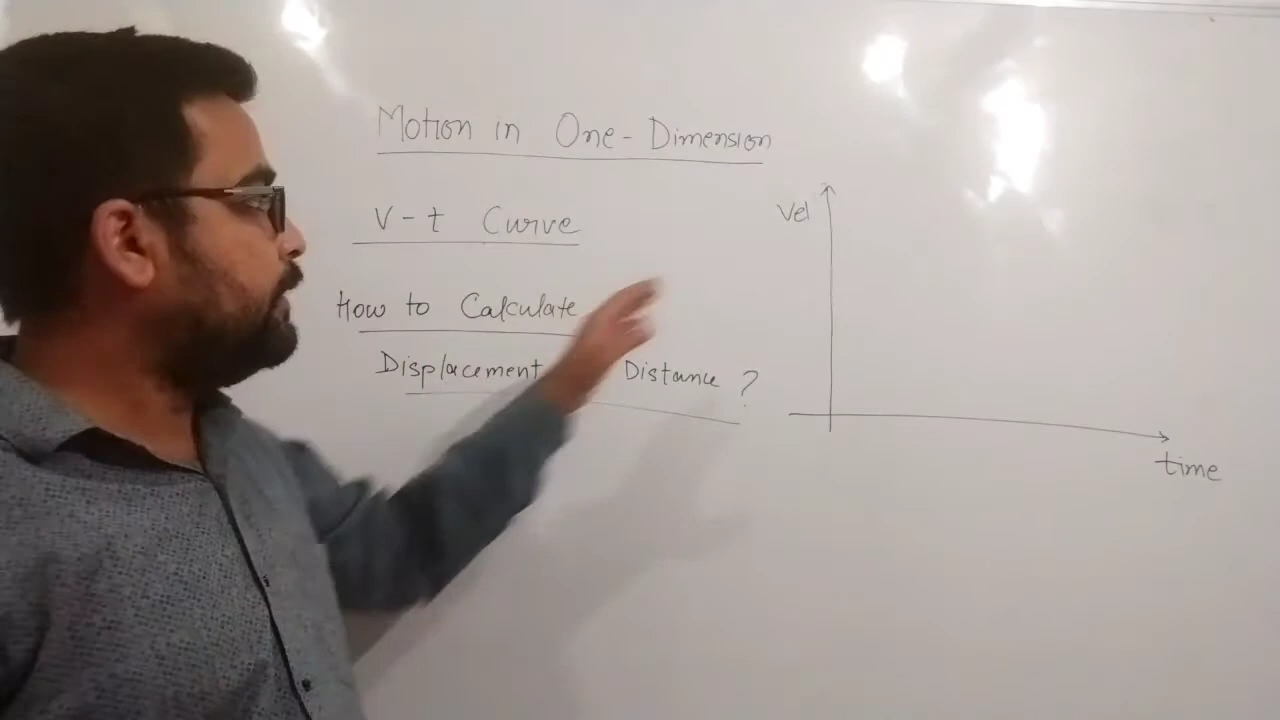 Motion in One-Dimension
V-t Curve
How to Calculate
Displacement Distance ?
Vel
time